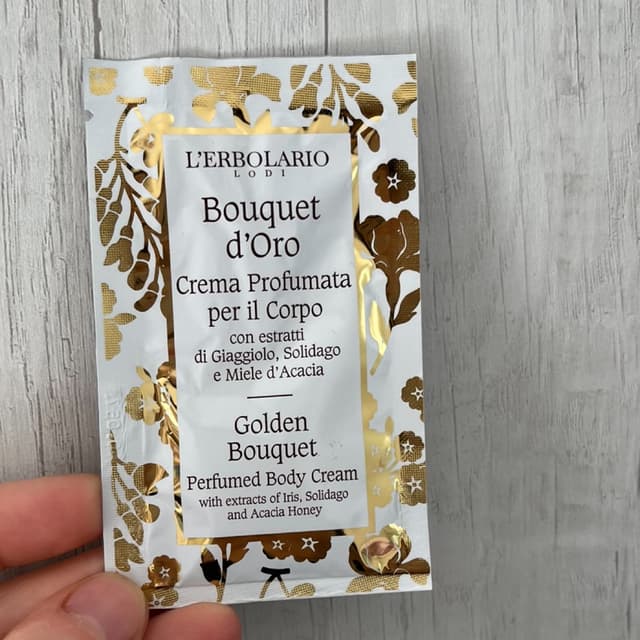 L'ERBOLARIO
LODI
Bouquet
d'Oro
Crema Profumata
per il Corpo
con estratti
di Giaggiolo, Solidago
e Miele d'Acacia
Golden
Bouquet
Perfumed Body Cream
with extracts of Iris, Solidago
and Acacia Honey